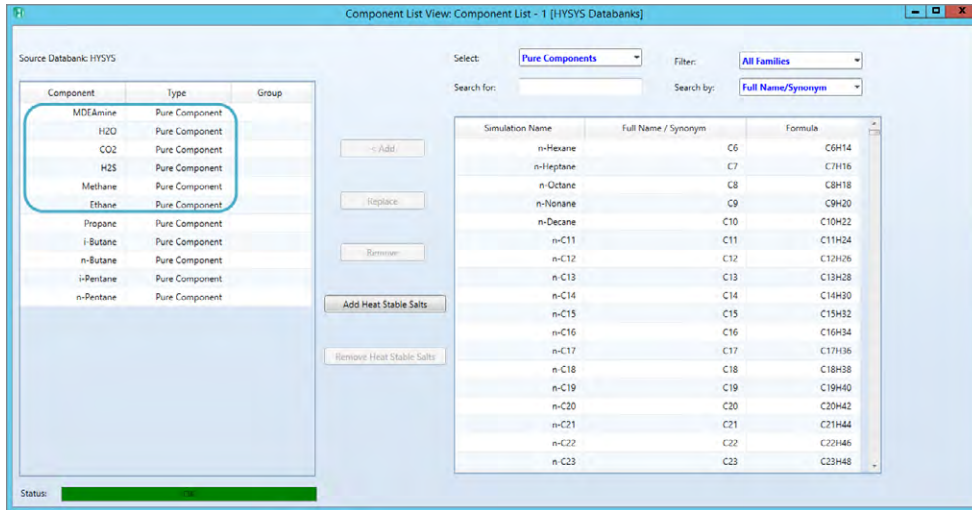 Component List View: Component List - 1 [HYSYS Databanks]
Source Databank: HYSYS
Select: Pure Components Filter: All Families
Search for: Search by: Full Name/Synonym
Component Type Group
MDEAmine Pure Component
H2O Pure Component
CO2 Pure Component
H2S Pure Component
Methane Pure Component
Ethane Pure Component
Propane Pure Component
i-Butane Pure Component
n-Butane Pure Component
i-Pentane Pure Component
n-Pentane Pure Component
< Add
Replace
Remove
Add Heat Stable Salts
Remove Heat Stable Salts
Simulation Name Full Name / Synonym Formula
n-Hexane C6 C6H14
n-Heptane C7 C7H16
n-Octane C8 C8H18
n-Nonane C9 C9H20
n-Decane C10 C10H22
n-C11 C11 C11H24
n-C12 C12 C12H26
n-C13 C13 C13H28
n-C14 C14 C14H30
n-C15 C15 C15H32
n-C16 C16 C16H34
n-C17 C17 C17H36
n-C18 C18 C18H38
n-C19 C19 C19H40
n-C20 C20 C20H42
n-C21 C21 C21H44
n-C22 C22 C22H46
n-C23 C23 C23H48
Status: OK